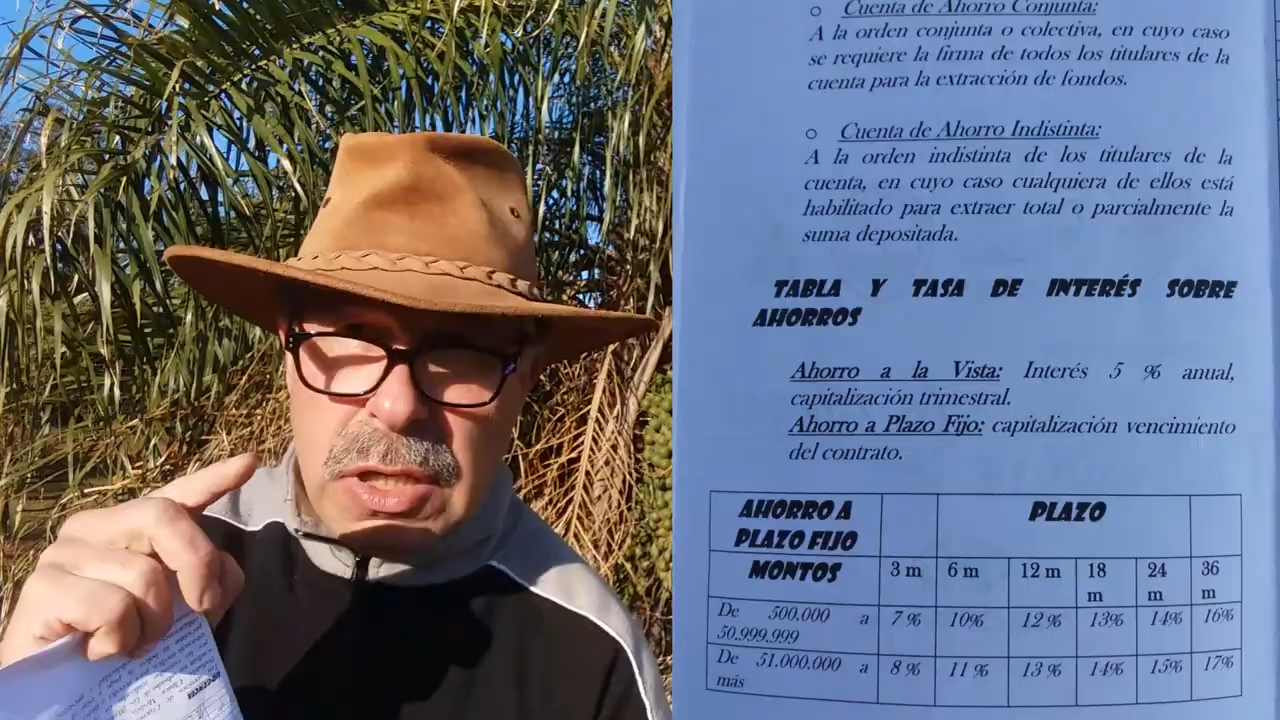 Cuenta de Ahorro Conjunta:
A la orden conjunta o colectiva, en cuyo caso
se requiere la firma de todos los titulares de la
cuenta para la extracción de fondos.
Cuenta de Ahorro Indistinta:
A la orden indistinta de los titulares de la
cuenta, en cuyo caso cualquiera de ellos está
habilitado para extraer total o parcialmente la
suma depositada.
TABLA Y TASA DE INTERÉS SOBRE
AHORROS
Ahorro a la Vista: Interés 5 % anual,
capitalización trimestral.
Ahorro a Plazo Fijo: capitalización vencimiento
del contrato.
AHORRO A
PLAZO FIJO
PLAZO
MONTOS 3 m 6 m 12 m 18 m 24 m 36 m
De 500.000 a
50.999.999 7 % 10% 12 % 13% 14% 16%
De 51.000.000 a
más 8 % 11 % 13 % 14% 15% 17%